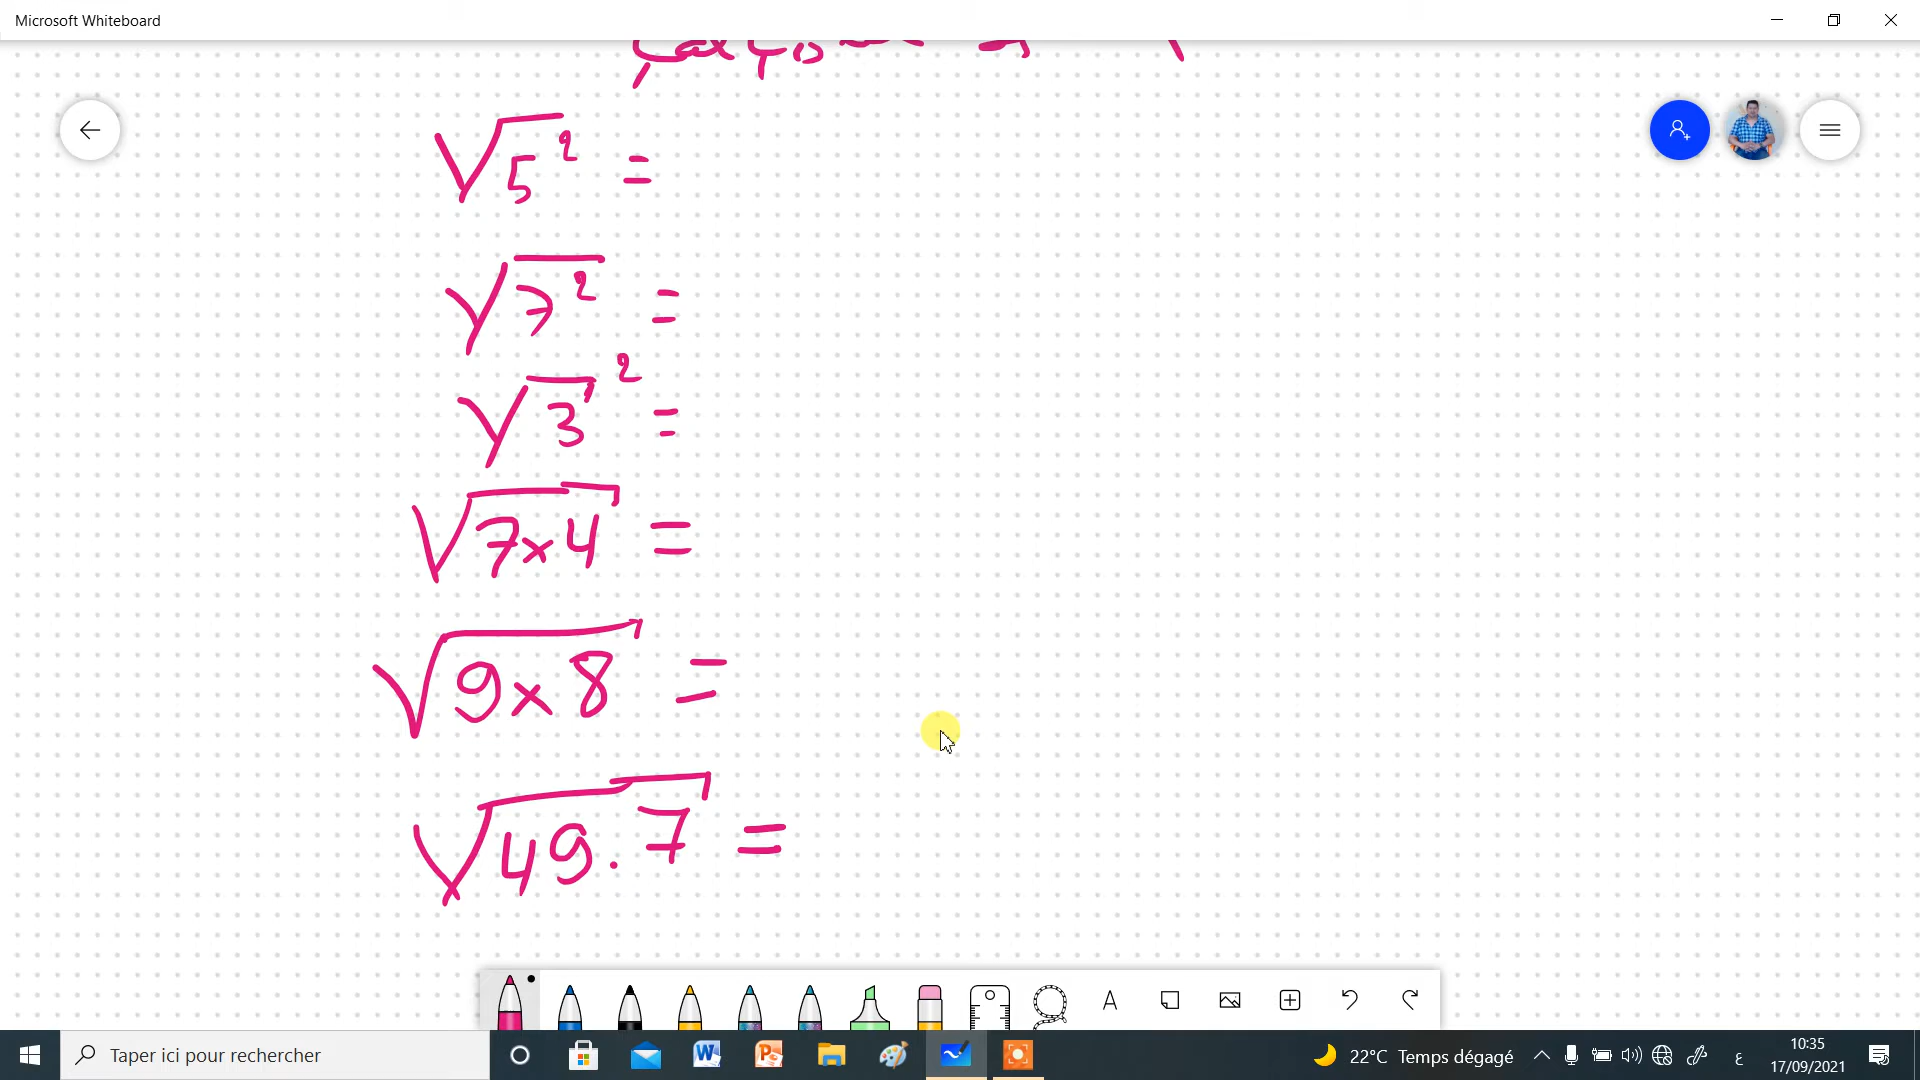 Microsoft Whiteboard
√5² =
√7² =
√3² =
√7×4 =
√9×8 =
√49.7 =
A
Taper ici pour rechercher
22°C Temps dégagé
ع
10:35
17/09/2021